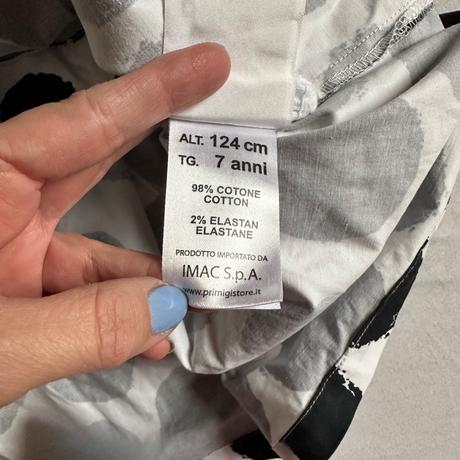 ALT. 124 cm
TG. 7 anni
98% COTONE
COTTON
2% ELASTAN
ELASTANE
PRODOTTO IMPORTATO DA
IMAC S.p.A.
www.primigistore.it